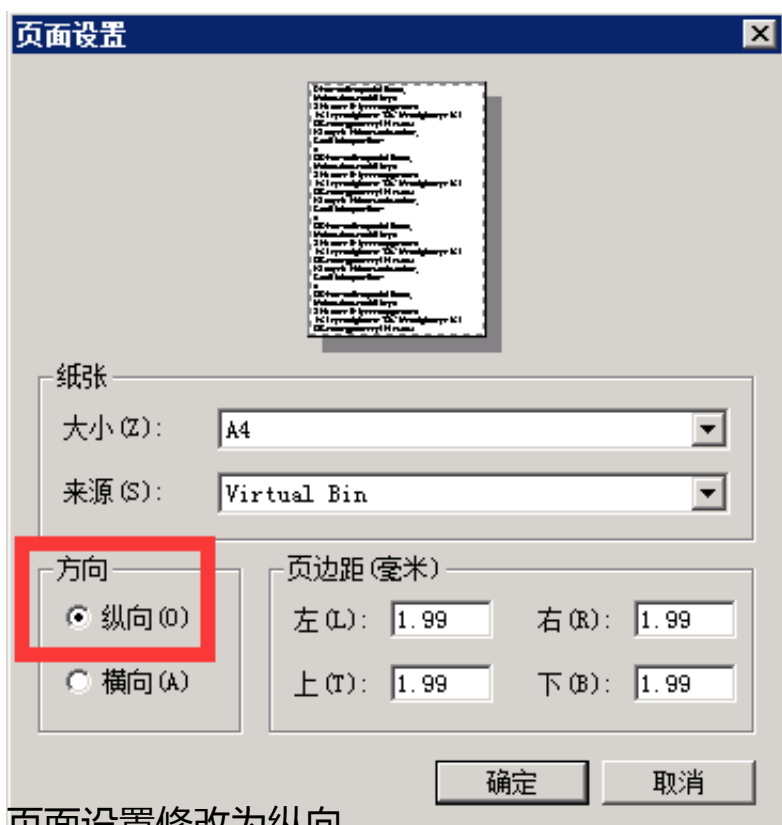 页面设置
纸张
大小(Z): A4
来源(S): Virtual Bin
方向
纵向(O)
横向(A)
页边距(毫米)
左(L): 1.99 右(R): 1.99
上(T): 1.99 下(B): 1.99
确定 取消
页面设置修改为纵向